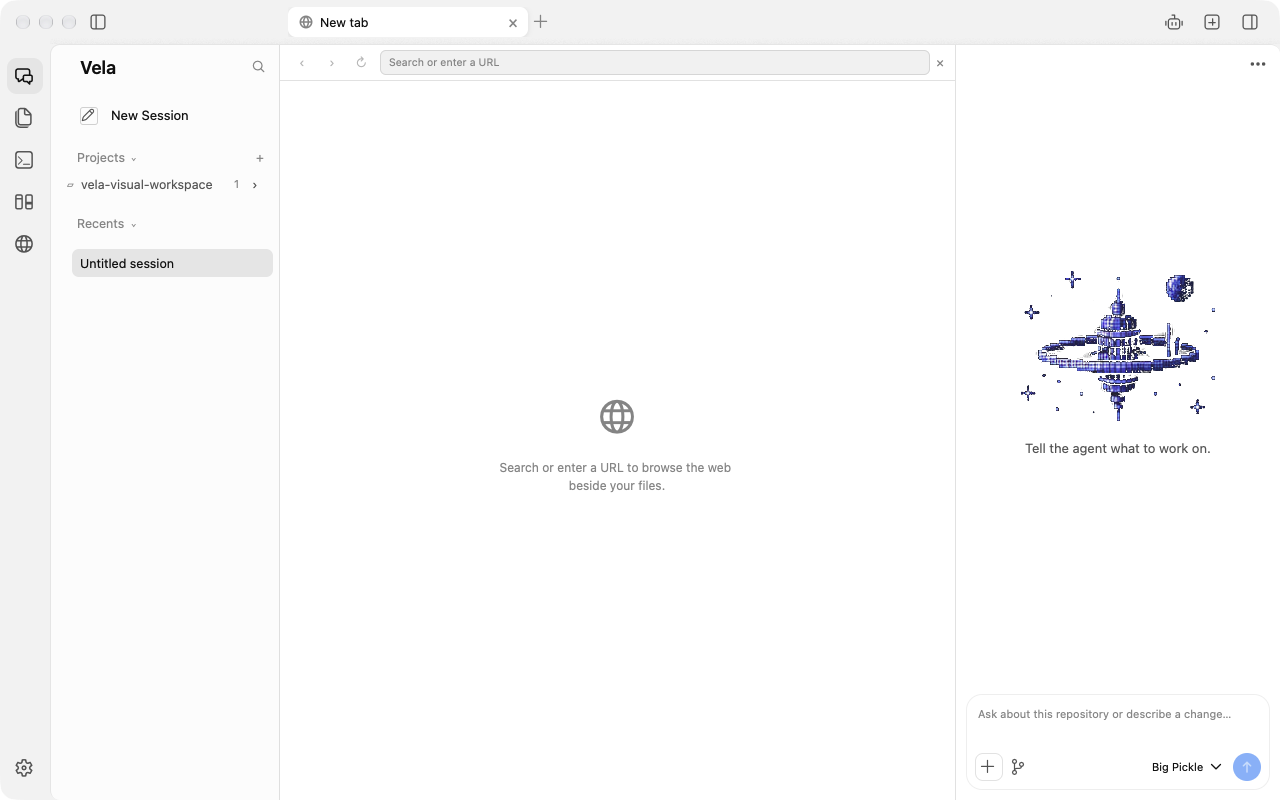 New tab
Vela
Search or enter a URL
New Session
Projects
vela-visual-workspace 1
Recents
Untitled session
Search or enter a URL to browse the web
beside your files.
Tell the agent what to work on.
Ask about this repository or describe a change...
Big Pickle